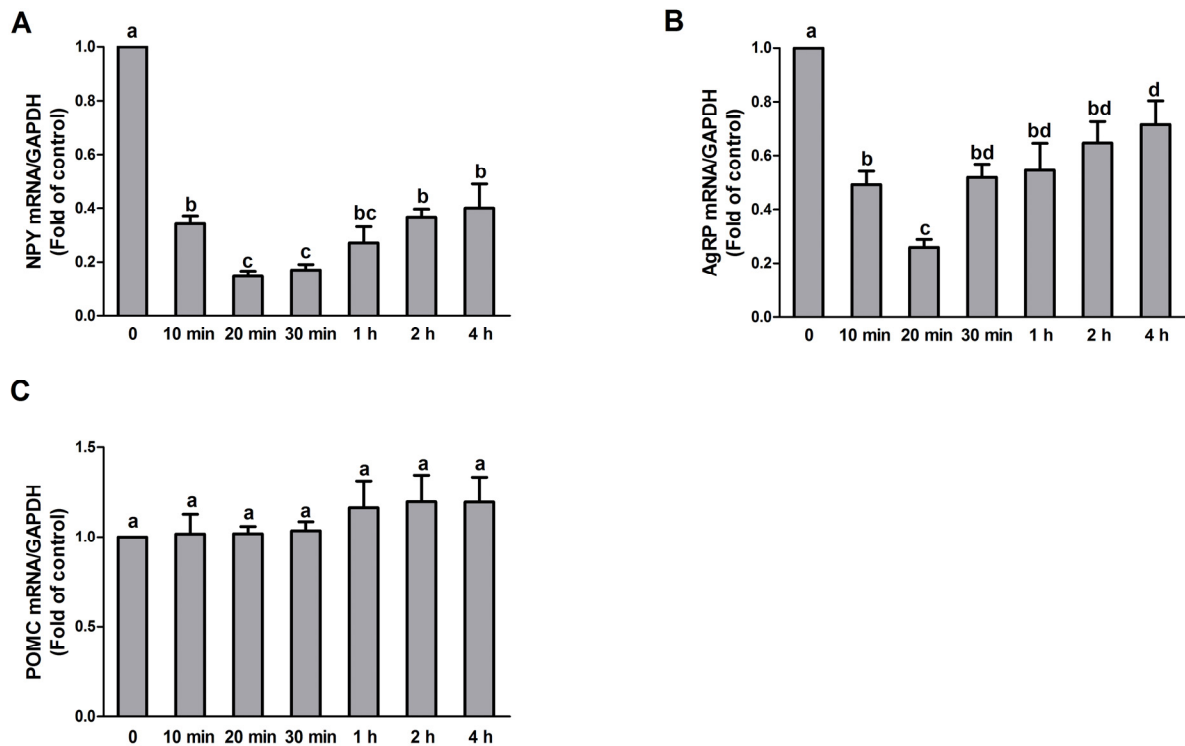 A
NPY mRNA/GAPDH
(Fold of control)
1.0
0.8
0.6
0.4
0.2
0.0
a
b
c
c
bc
b
b
0 10 min 20 min 30 min 1 h 2 h 4 h
B
AgRP mRNA/GAPDH
(Fold of control)
1.0
0.8
0.6
0.4
0.2
0.0
a
b
c
bd
bd
bd
d
0 10 min 20 min 30 min 1 h 2 h 4 h
C
POMC mRNA/GAPDH
(Fold of control)
1.5
1.0
0.5
0.0
a
a
a
a
a
a
a
0 10 min 20 min 30 min 1 h 2 h 4 h